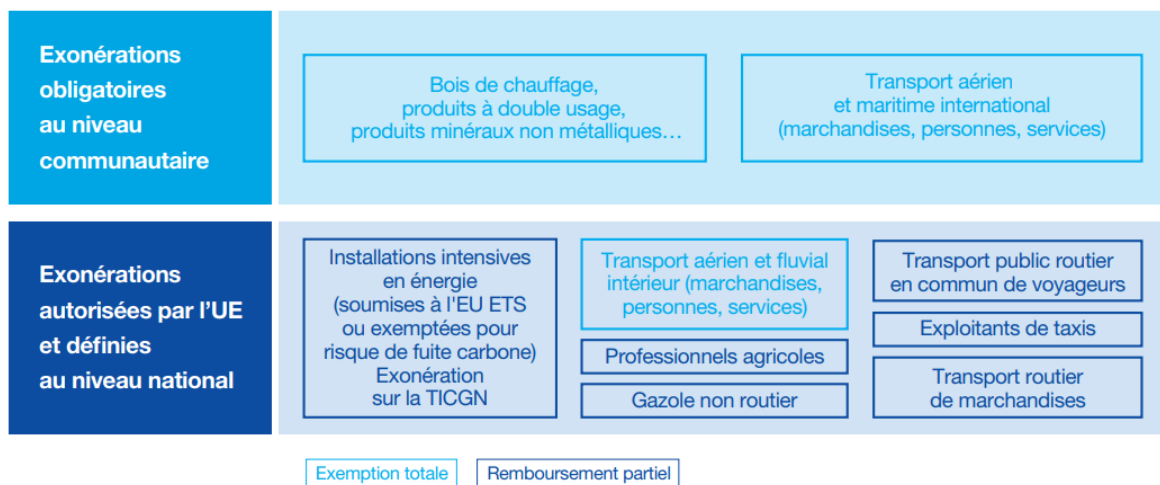 Exonérations
obligatoires
au niveau
communautaire
Bois de chauffage,
produits à double usage,
produits minéraux non métalliques…
Transport aérien
et maritime international
(marchandises, personnes, services)
Exonérations
autorisées par l'UE
et définies
au niveau national
Installations intensives
en énergie
(soumises à l'EU ETS
ou exemptées pour
risque de fuite carbone)
Exonération
sur la TICGN
Transport aérien et fluvial
intérieur (marchandises,
personnes, services)
Professionnels agricoles
Gazole non routier
Transport public routier
en commun de voyageurs
Exploitants de taxis
Transport routier
de marchandises
Exemption totale
Remboursement partiel